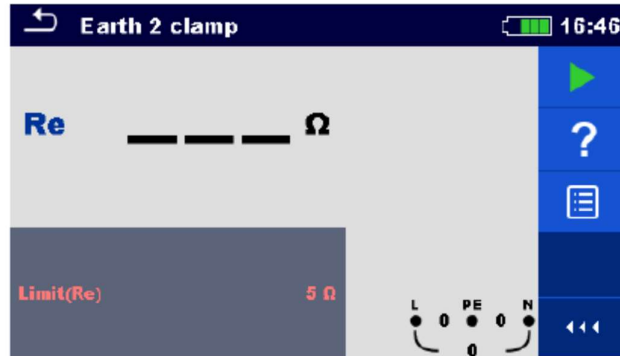 Earth 2 clamp 16:46
Re _ _ _ Ω
?
Limit(Re) 5 Ω
L PE N
0 0
0